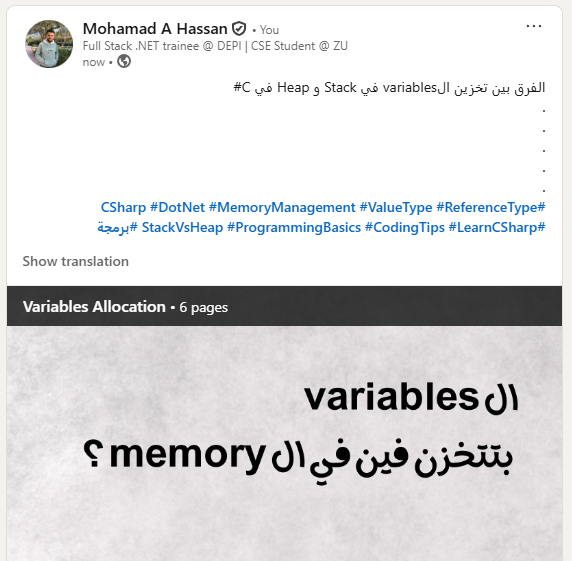 Mohamad A Hassan • You
Full Stack .NET trainee @ DEPI | CSE Student @ ZU
now •
الفرق بين تخزين الvariables في Stack و Heap في C#
.
.
.
.
.
#CSharp #DotNet #MemoryManagement #ValueType #ReferenceType
#StackVsHeap #ProgrammingBasics #CodingTips #LearnCSharp #برمجة
Show translation
Variables Allocation • 6 pages
ال variables
بتتخزن فين في ال memory ؟